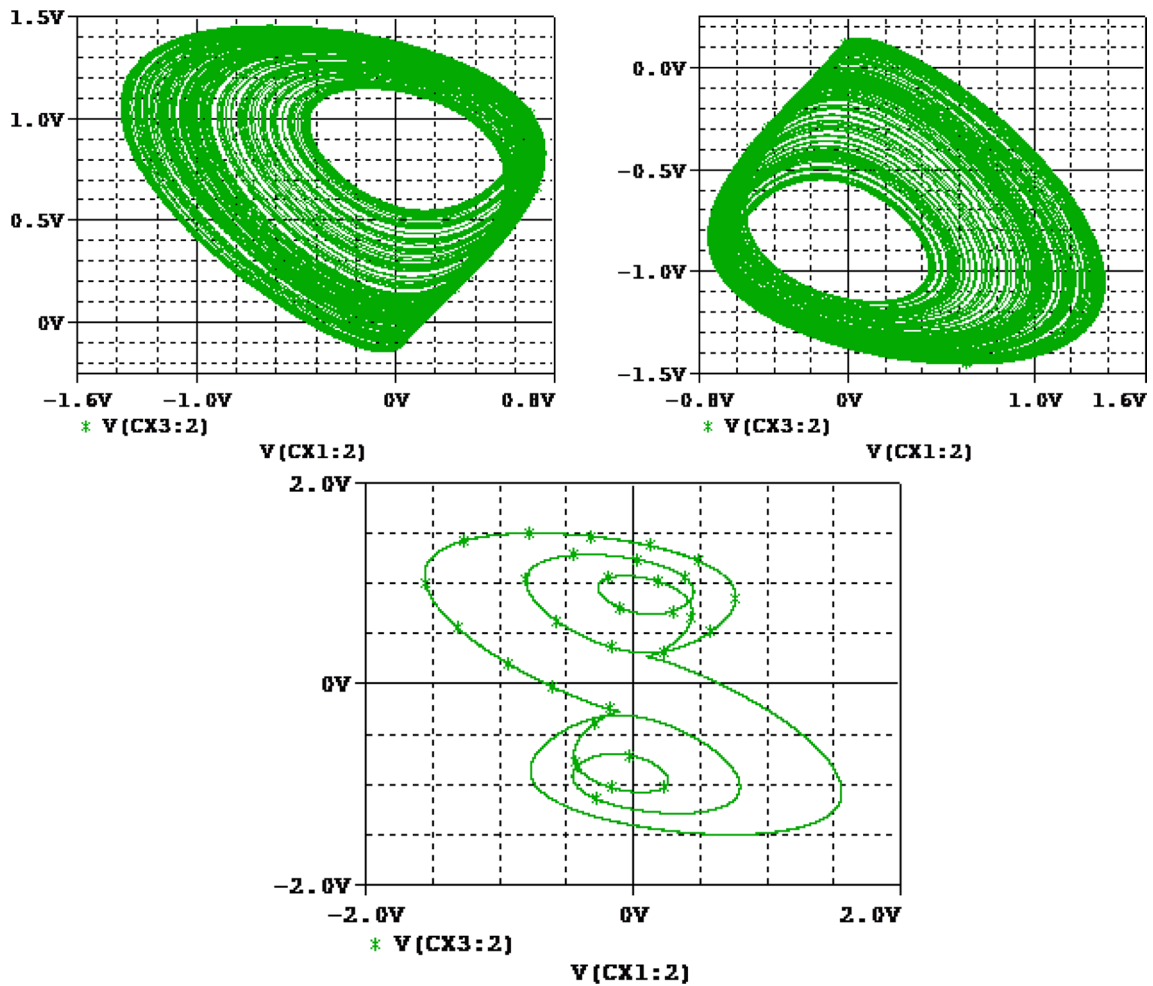 1.5V
1.0V
0.5V
0V
-1.6V -1.0V 0V 0.8V
* V(CX3:2)
V(CX1:2)
0.0V
-0.5V
-1.0V
-1.5V
-0.8V 0V 1.0V 1.6V
* V(CX3:2)
V(CX1:2)
2.0V
0V
-2.0V
-2.0V 0V 2.0V
* V(CX3:2)
V(CX1:2)